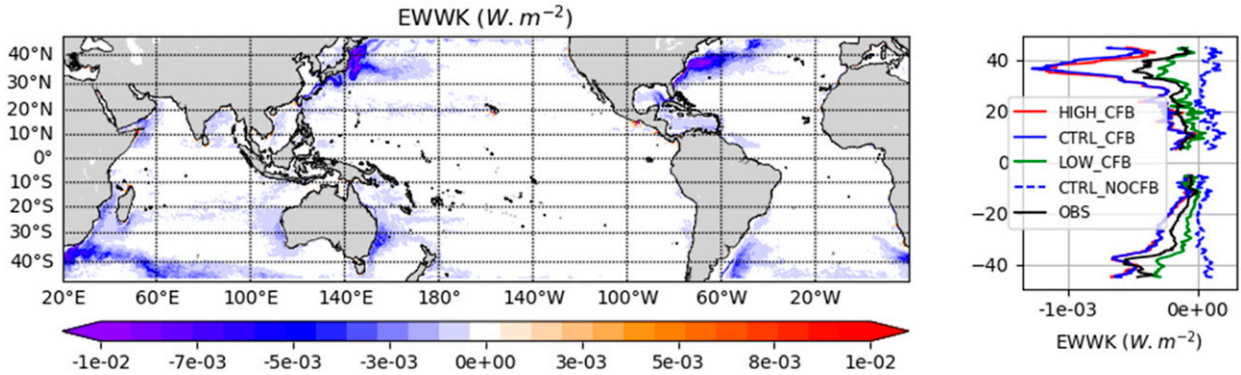 EWWK (W.m⁻²)
40°N
30°N
20°N
10°N
0°
10°S
20°S
30°S
40°S
20°E 60°E 100°E 140°E 180° 140°W 100°W 60°W 20°W
-1e-02 -7e-03 -5e-03 -3e-03 0e+00 3e-03 5e-03 8e-03 1e-02
40
20
0
−20
−40
HIGH_CFB
CTRL_CFB
LOW_CFB
CTRL_NOCFB
OBS
-1e-03 0e+00
EWWK (W.m⁻²)